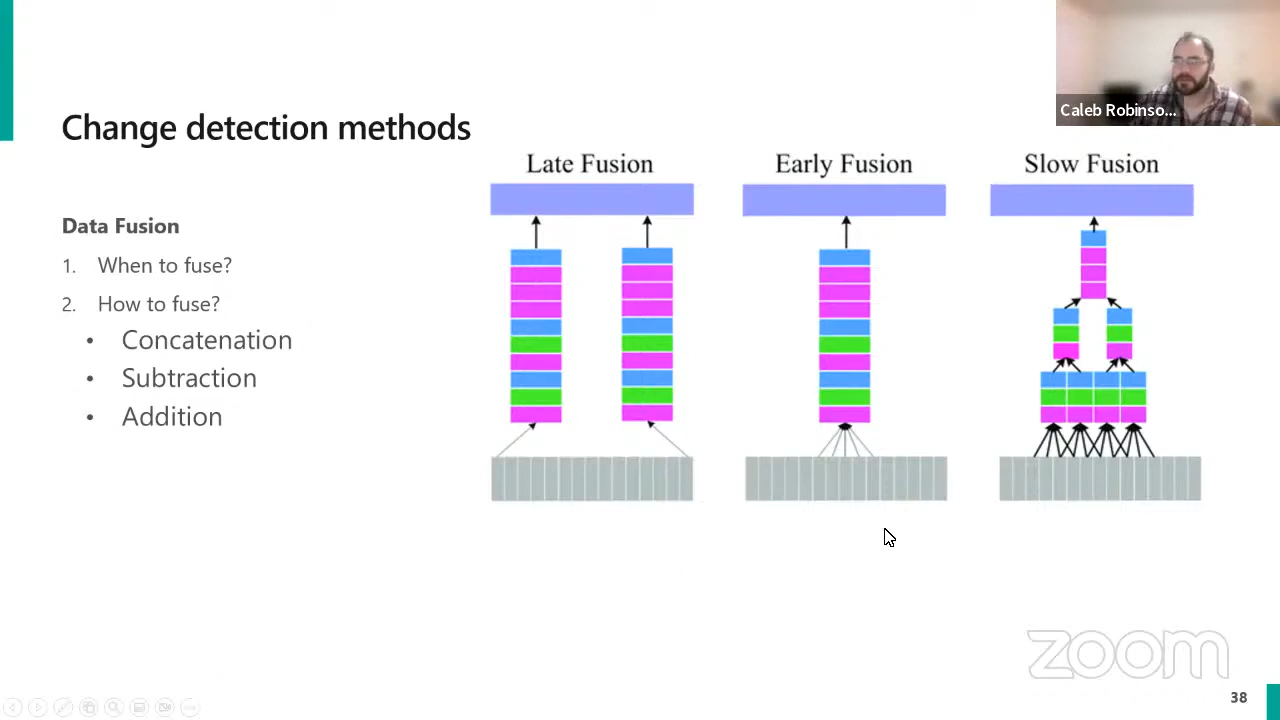 Caleb Robinso...
Change detection methods
Late Fusion
Early Fusion
Slow Fusion
Data Fusion
1. When to fuse?
2. How to fuse?
• Concatenation
• Subtraction
• Addition
zoom
38